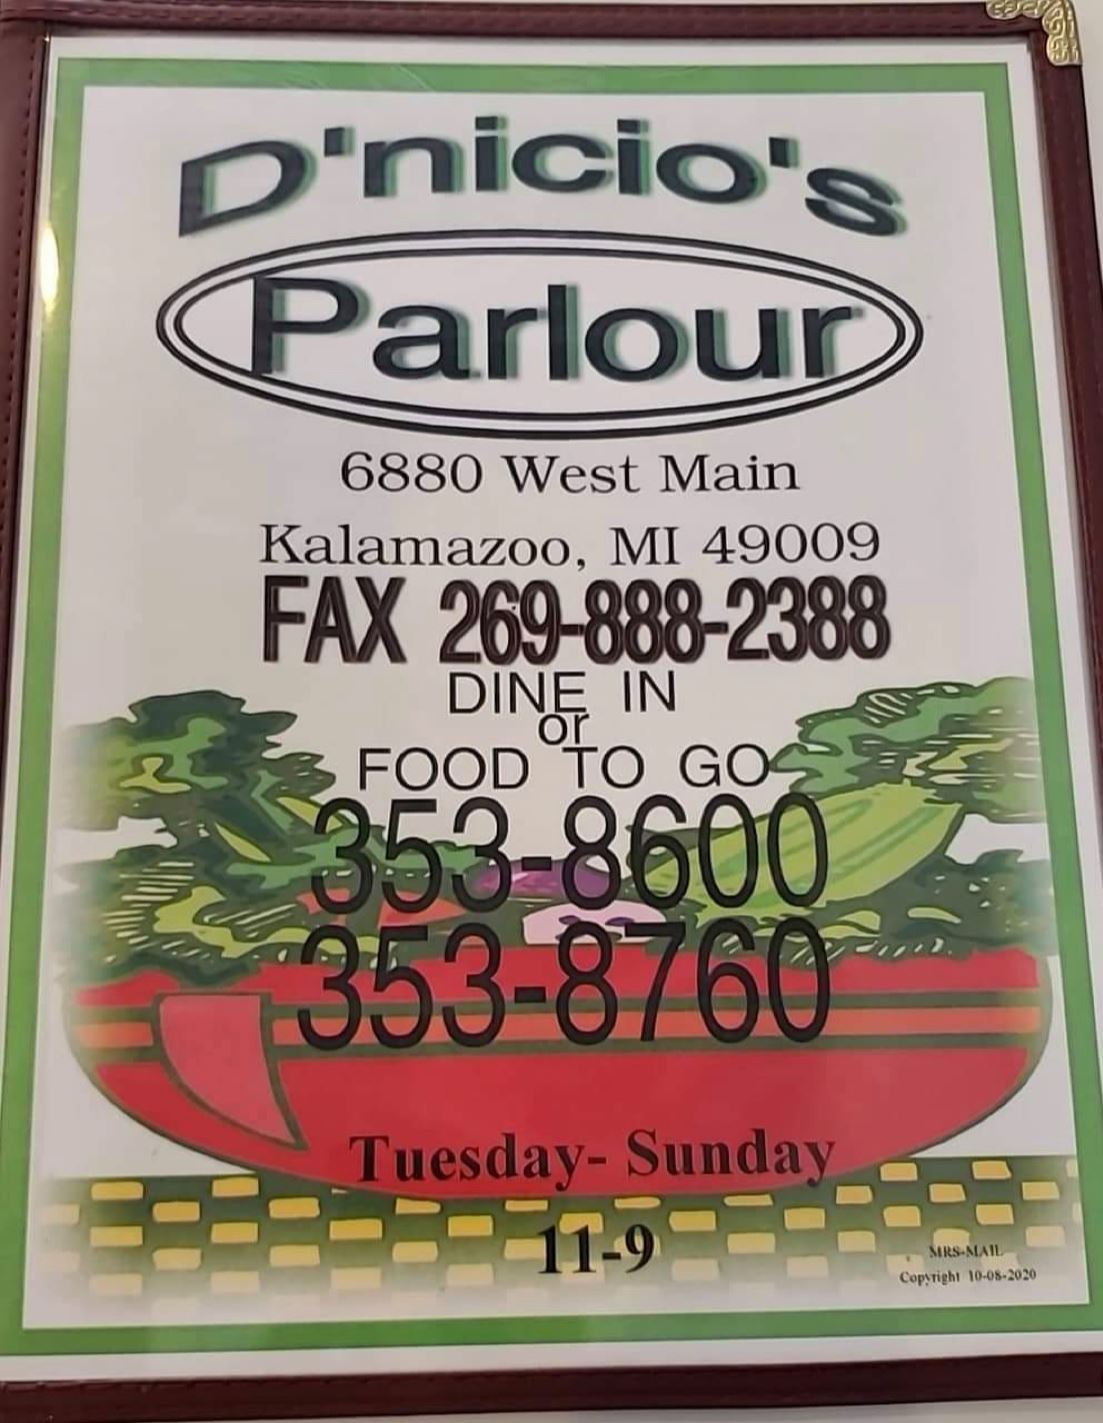 D'nicio's
Parlour
6880 West Main
Kalamazoo, MI 49009
FAX 269-888-2388
DINE IN
or
FOOD TO GO
353-8600
353-8760
Tuesday- Sunday
11-9
MRS-MAIL
Copyright 10-08-2020